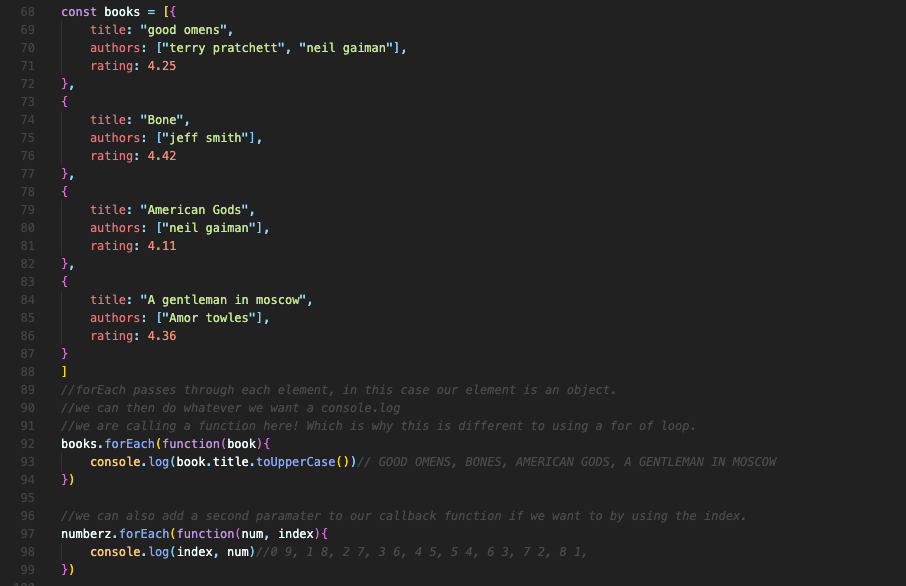 68 const books = [{
69 title: "good omens",
70 authors: ["terry pratchett", "neil gaiman"],
71 rating: 4.25
72 },
73 {
74 title: "Bone",
75 authors: ["jeff smith"],
76 rating: 4.42
77 },
78 {
79 title: "American Gods",
80 authors: ["neil gaiman"],
81 rating: 4.11
82 },
83 {
84 title: "A gentleman in moscow",
85 authors: ["Amor towles"],
86 rating: 4.36
87 }
88 ]
89 //forEach passes through each element, in this case our element is an object.
90 //we can then do whatever we want a console.log
91 //we are calling a function here! Which is why this is different to using a for of loop.
92 books.forEach(function(book){
93 console.log(book.title.toUpperCase())// GOOD OMENS, BONES, AMERICAN GODS, A GENTLEMAN IN MOSCOW
94 })
95
96 //we can also add a second paramater to our callback function if we want to by using the index.
97 numberz.forEach(function(num, index){
98 console.log(index, num)//0 9, 1 8, 2 7, 3 6, 4 5, 5 4, 6 3, 7 2, 8 1,
99 })